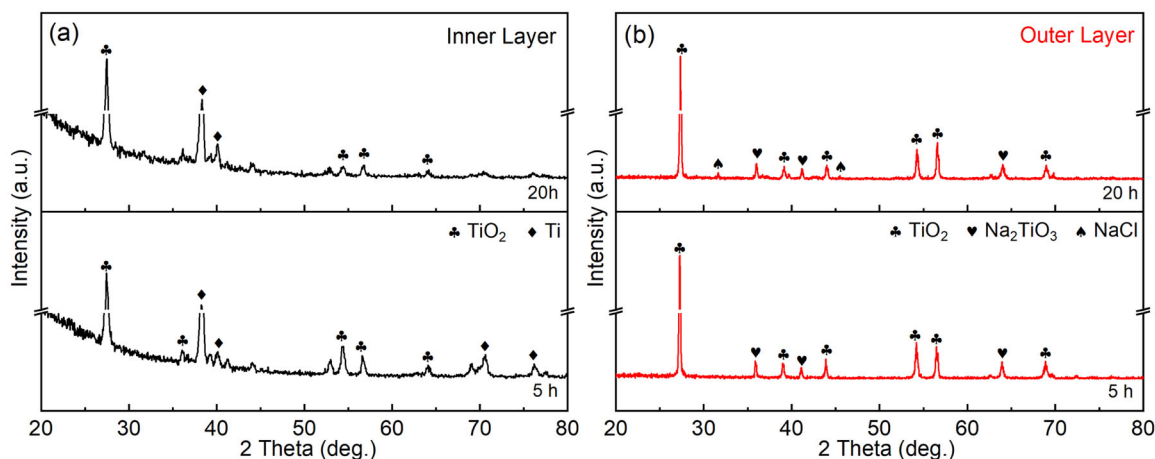 (a)
Inner Layer
♣
♦
♦
♣
♣
♣
20h
♣ TiO₂ ♦ Ti
♣
♣
♦
♦
♣
♣
♣
♦
♦
5 h
Intensity (a.u.)
20 30 40 50 60 70 80
2 Theta (deg.)
(b)
Outer Layer
♣
♠
♥
♣
♥
♣
♠
♣
♣
♥
♣
20 h
♣ TiO₂ ♥ Na₂TiO₃ ♠ NaCl
♣
♥
♣
♥
♣
♣
♣
♥
♣
5 h
Intensity (a.u.)
20 30 40 50 60 70 80
2 Theta (deg.)